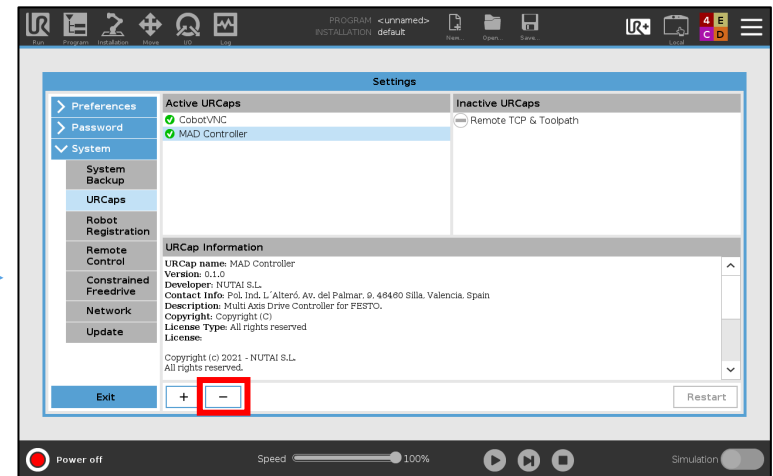 UR
PROGRAM <unnamed>
INSTALLATION default
Run Program Installation Move I/O Log New... Open... Save... UR+ Local 4 E C D
Settings
Preferences
Password
System
System
Backup
URCaps
Robot
Registration
Remote
Control
Constrained
Freedrive
Network
Update
Exit
Active URCaps
CobotVNC
MAD Controller
Inactive URCaps
Remote TCP & Toolpath
URCap Information
URCap name: MAD Controller
Version: 0.1.0
Developer: NUTAI S.L.
Contact Info: Pol. Ind. L´Alteró, Av. del Palmar, 9, 46460 Silla, Valencia, Spain
Description: Multi Axis Drive Controller for FESTO.
Copyright: Copyright (C)
License Type: All rights reserved
License:
Copyright (c) 2021 - NUTAI S.L.
All rights reserved.
+ −
Restart
Power off
Speed 100%
Simulation